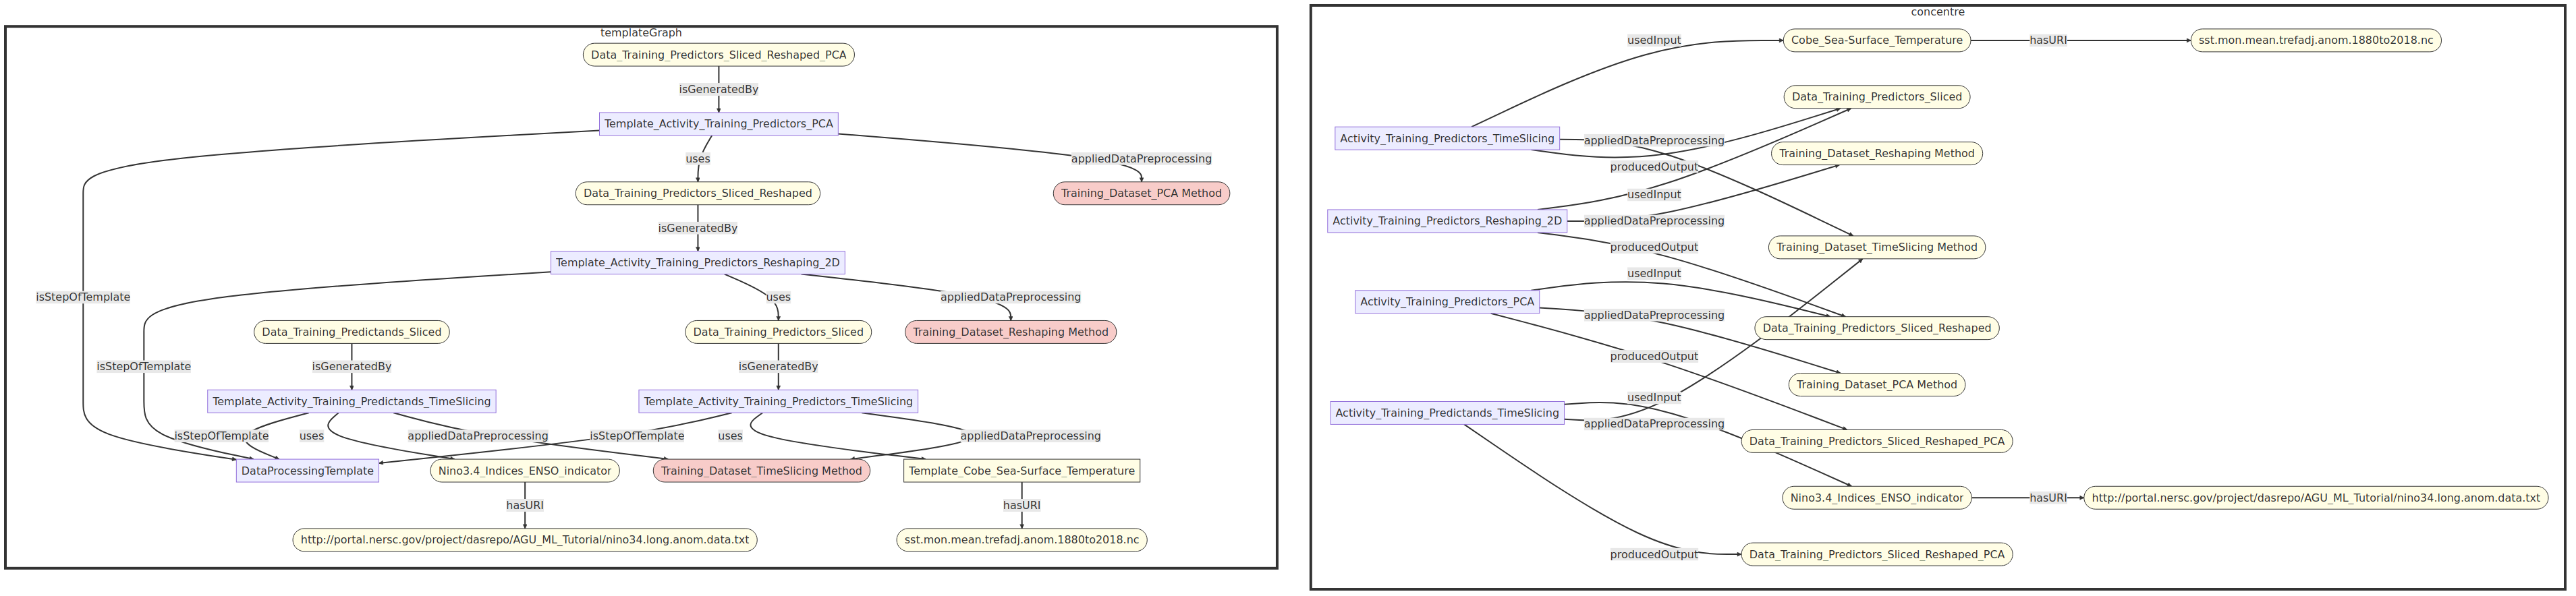 templateGraph
Data_Training_Predictors_Sliced_Reshaped_PCA
isGeneratedBy
Template_Activity_Training_Predictors_PCA
uses
appliedDataPreprocessing
Data_Training_Predictors_Sliced_Reshaped
Training_Dataset_PCA Method
isGeneratedBy
Template_Activity_Training_Predictors_Reshaping_2D
isStepOfTemplate
uses
appliedDataPreprocessing
Data_Training_Predictands_Sliced
Data_Training_Predictors_Sliced
Training_Dataset_Reshaping Method
isStepOfTemplate
isGeneratedBy
isGeneratedBy
Template_Activity_Training_Predictands_TimeSlicing
Template_Activity_Training_Predictors_TimeSlicing
isStepOfTemplate
uses
appliedDataPreprocessing
isStepOfTemplate
uses
appliedDataPreprocessing
DataProcessingTemplate
Nino3.4_Indices_ENSO_indicator
Training_Dataset_TimeSlicing Method
Template_Cobe_Sea-Surface_Temperature
hasURI
hasURI
http://portal.nersc.gov/project/dasrepo/AGU_ML_Tutorial/nino34.long.anom.data.txt
sst.mon.mean.trefadj.anom.1880to2018.nc
concentre
usedInput
Cobe_Sea-Surface_Temperature
hasURI
sst.mon.mean.trefadj.anom.1880to2018.nc
Data_Training_Predictors_Sliced
Activity_Training_Predictors_TimeSlicing
appliedDataPreprocessing
Training_Dataset_Reshaping Method
producedOutput
usedInput
Activity_Training_Predictors_Reshaping_2D
appliedDataPreprocessing
producedOutput
Training_Dataset_TimeSlicing Method
usedInput
Activity_Training_Predictors_PCA
appliedDataPreprocessing
Data_Training_Predictors_Sliced_Reshaped
producedOutput
Training_Dataset_PCA Method
usedInput
Activity_Training_Predictands_TimeSlicing
appliedDataPreprocessing
Data_Training_Predictors_Sliced_Reshaped_PCA
Nino3.4_Indices_ENSO_indicator
hasURI
http://portal.nersc.gov/project/dasrepo/AGU_ML_Tutorial/nino34.long.anom.data.txt
producedOutput
Data_Training_Predictors_Sliced_Reshaped_PCA